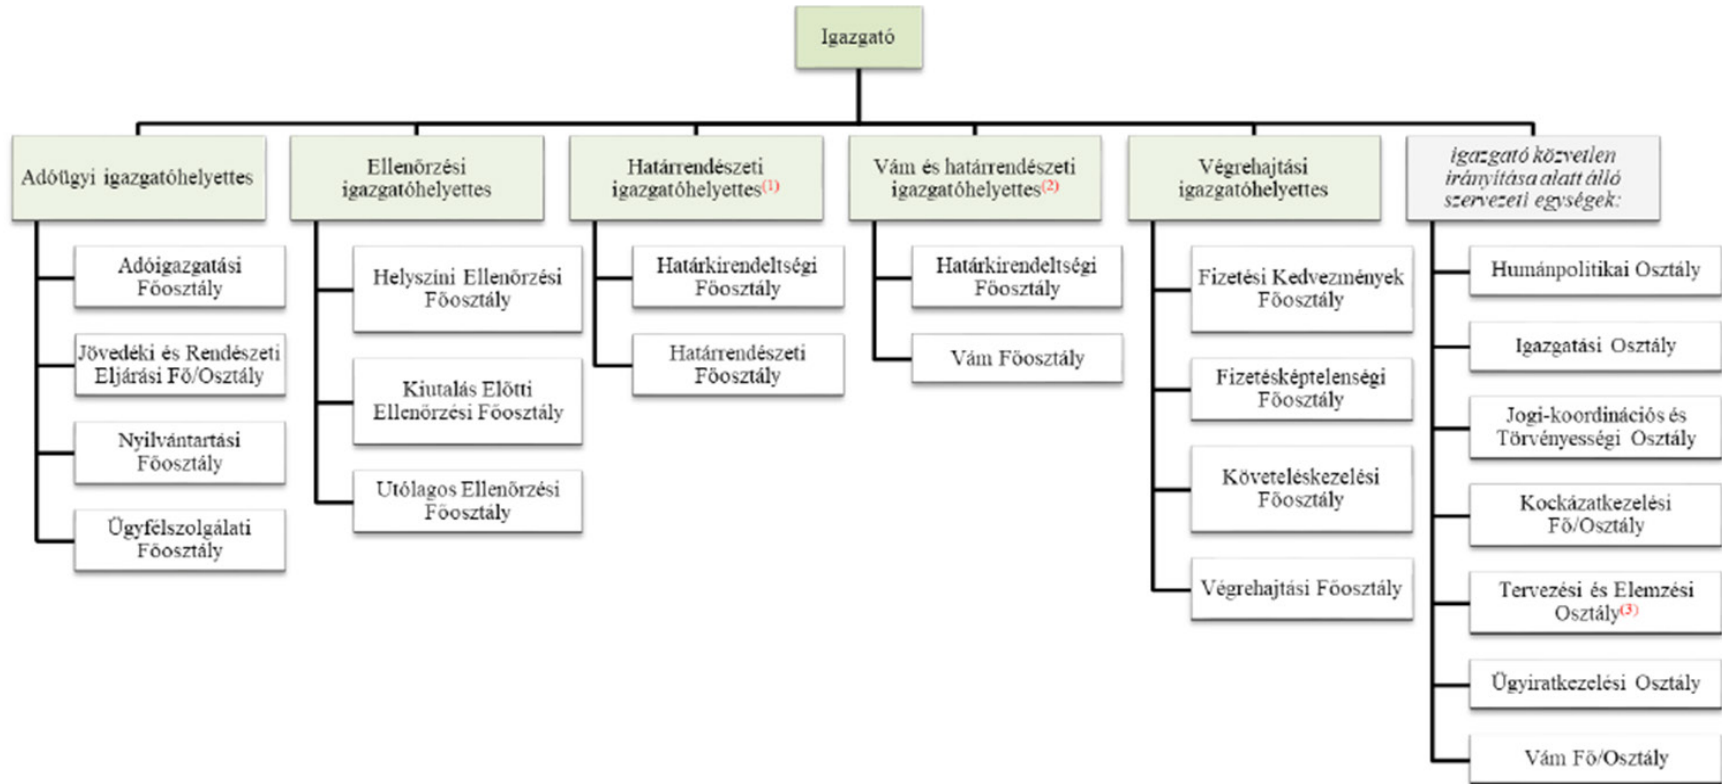 Igazgató
Adóügyi igazgatóhelyettes
Adóigazgatási
Főosztály
Jövedéki és Rendészeti
Eljárási Fő/Osztály
Nyilvántartási
Főosztály
Ügyfélszolgálati
Főosztály
Ellenőrzési
igazgatóhelyettes
Helyszíni Ellenőrzési
Főosztály
Kiutalás Előtti
Ellenőrzési Főosztály
Utólagos Ellenőrzési
Főosztály
Határrendészeti
igazgatóhelyettes(1)
Határkirendeltségi
Főosztály
Határrendészeti
Főosztály
Vám és határrendészeti
igazgatóhelyettes(2)
Határkirendeltségi
Főosztály
Vám Főosztály
Végrehajtási
igazgatóhelyettes
Fizetési Kedvezmények
Főosztály
Fizetésképtelenségi
Főosztály
Követeléskezelési
Főosztály
Végrehajtási Főosztály
igazgató közvetlen
irányítása alatt álló
szervezeti egységek:
Humánpolitikai Osztály
Igazgatási Osztály
Jogi-koordinációs és
Törvényességi Osztály
Kockázatkezelési
Fő/Osztály
Tervezési és Elemzési
Osztály(3)
Ügyiratkezelési Osztály
Vám Fő/Osztály